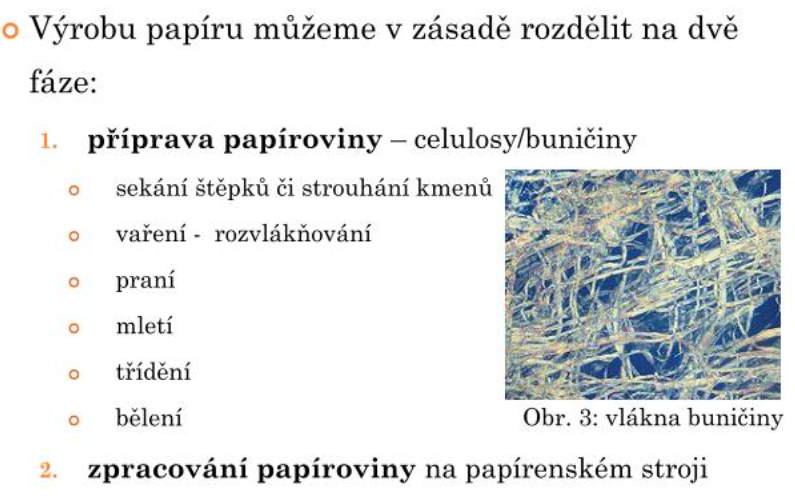 Výrobu papíru můžeme v zásadě rozdělit na dvě
fáze:
1. příprava papíroviny – celulosy/buničiny
sekání štěpků či strouhání kmenů
vaření - rozvlákňování
praní
mletí
třídění
bělení
Obr. 3: vlákna buničiny
2. zpracování papíroviny na papírenském stroji